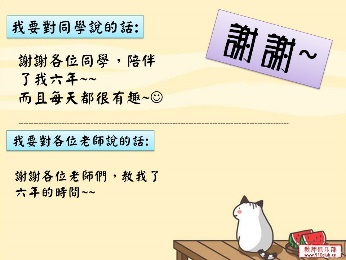 我要對同學說的話:
謝謝~
謝謝各位同學，陪伴
了我六年~~
而且每天都很有趣~☺
我要對各位老師說的話:
謝謝各位老師們，教我了
六年的時間~~